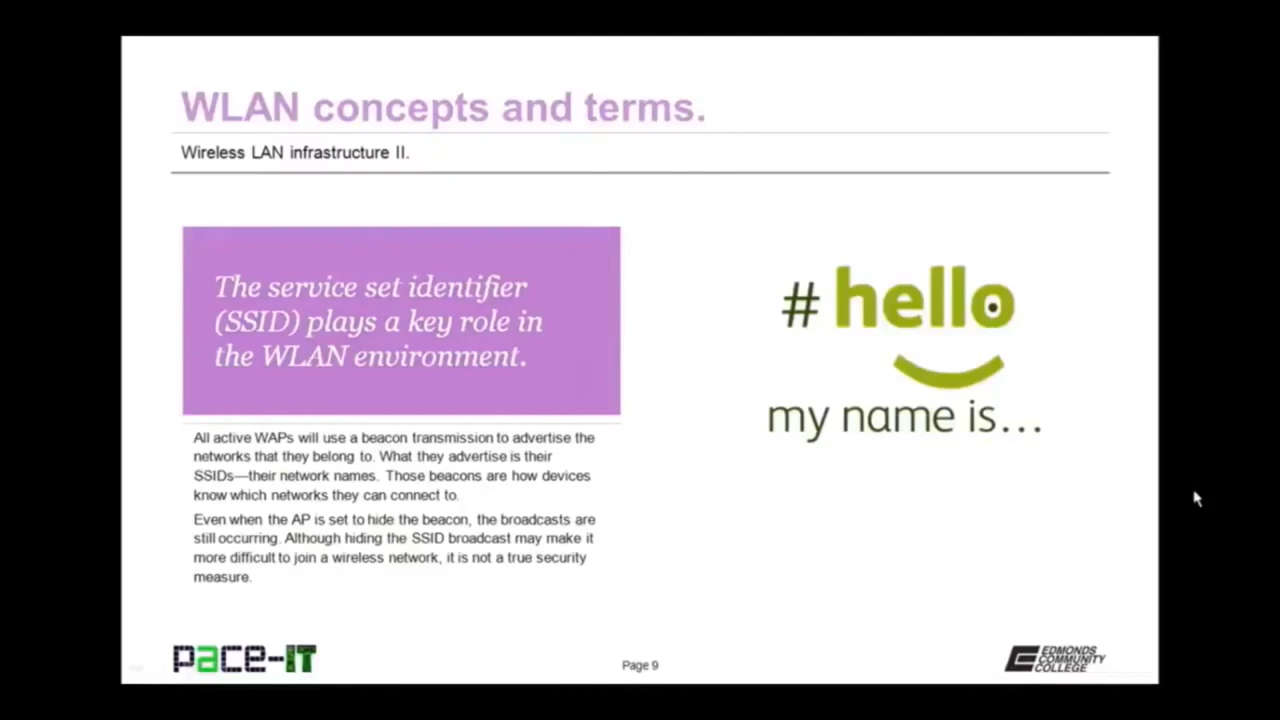 WLAN concepts and terms.
Wireless LAN infrastructure II.
The service set identifier
(SSID) plays a key role in
the WLAN environment.
All active WAPs will use a beacon transmission to advertise the
networks that they belong to. What they advertise is their
SSIDs—their network names. Those beacons are how devices
know which networks they can connect to.
Even when the AP is set to hide the beacon, the broadcasts are
still occurring. Although hiding the SSID broadcast may make it
more difficult to join a wireless network, it is not a true security
measure.
# hello
my name is...
pace-IT
Page 9
EDMONDS
COMMUNITY
COLLEGE